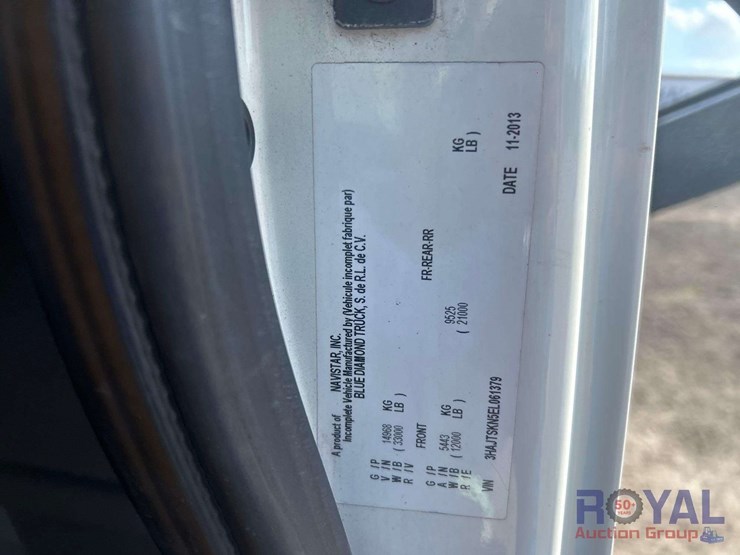 A product of NAVISTAR, INC.
Incomplete Vehicle Manufactured by (Vehicule incomplet fabrique par)
BLUE DIAMOND TRUCK, S. de R.L. de C.V.
G / P
V / N 14968 KG
W / B ( 33000 LB )
R / V
FRONT FR-REAR-RR
G / P
A / N 5443 KG 9525 KG
W / B ( 12000 LB ) ( 21000 LB )
R / E
VIN 3HAJTSKN5EL061379 DATE 11-2013
ROYAL
50+ YEARS
Auction Group